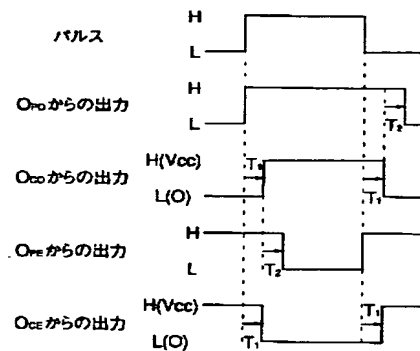 パルス
H
L
OPOからの出力
H
L
T2
OCOからの出力
H(Vcc)
L(O)
T1
T1
OPEからの出力
H
L
T2
OCEからの出力
H(Vcc)
L(O)
T1
T1